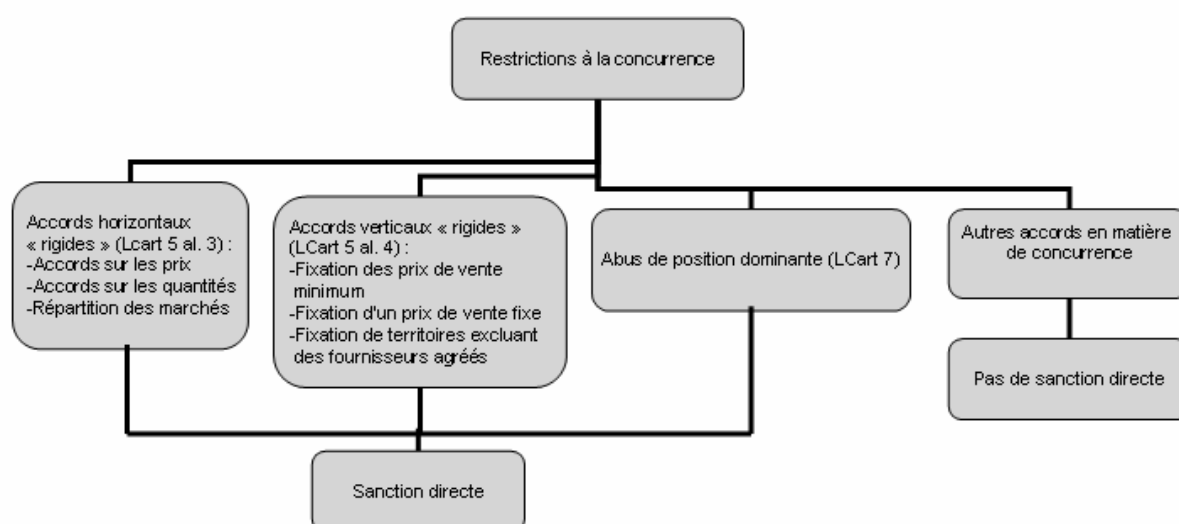 Restrictions à la concurrence
Accords horizontaux
« rigides » (Lcart 5 al. 3) :
-Accords sur les prix
-Accords sur les quantités
-Répartition des marchés
Accords verticaux « rigides »
(LCart 5 al. 4) :
-Fixation des prix de vente
minimum
-Fixation d'un prix de vente fixe
-Fixation de territoires excluant
des fournisseurs agréés
Abus de position dominante (LCart 7)
Autres accords en matière
de concurrence
Pas de sanction directe
Sanction directe